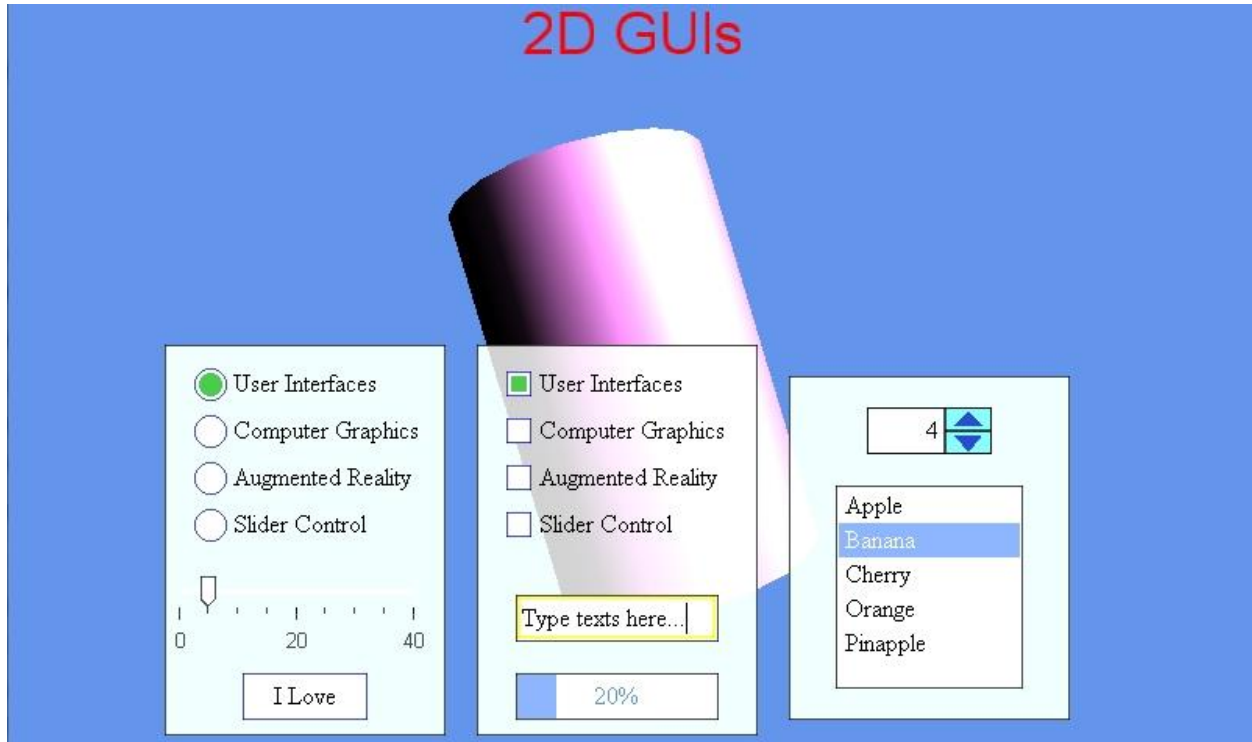 2D GUIs
User Interfaces
Computer Graphics
Augmented Reality
Slider Control
0 20 40
I Love
User Interfaces
Computer Graphics
Augmented Reality
Slider Control
Type texts here...
20%
4
Apple
Banana
Cherry
Orange
Pinapple